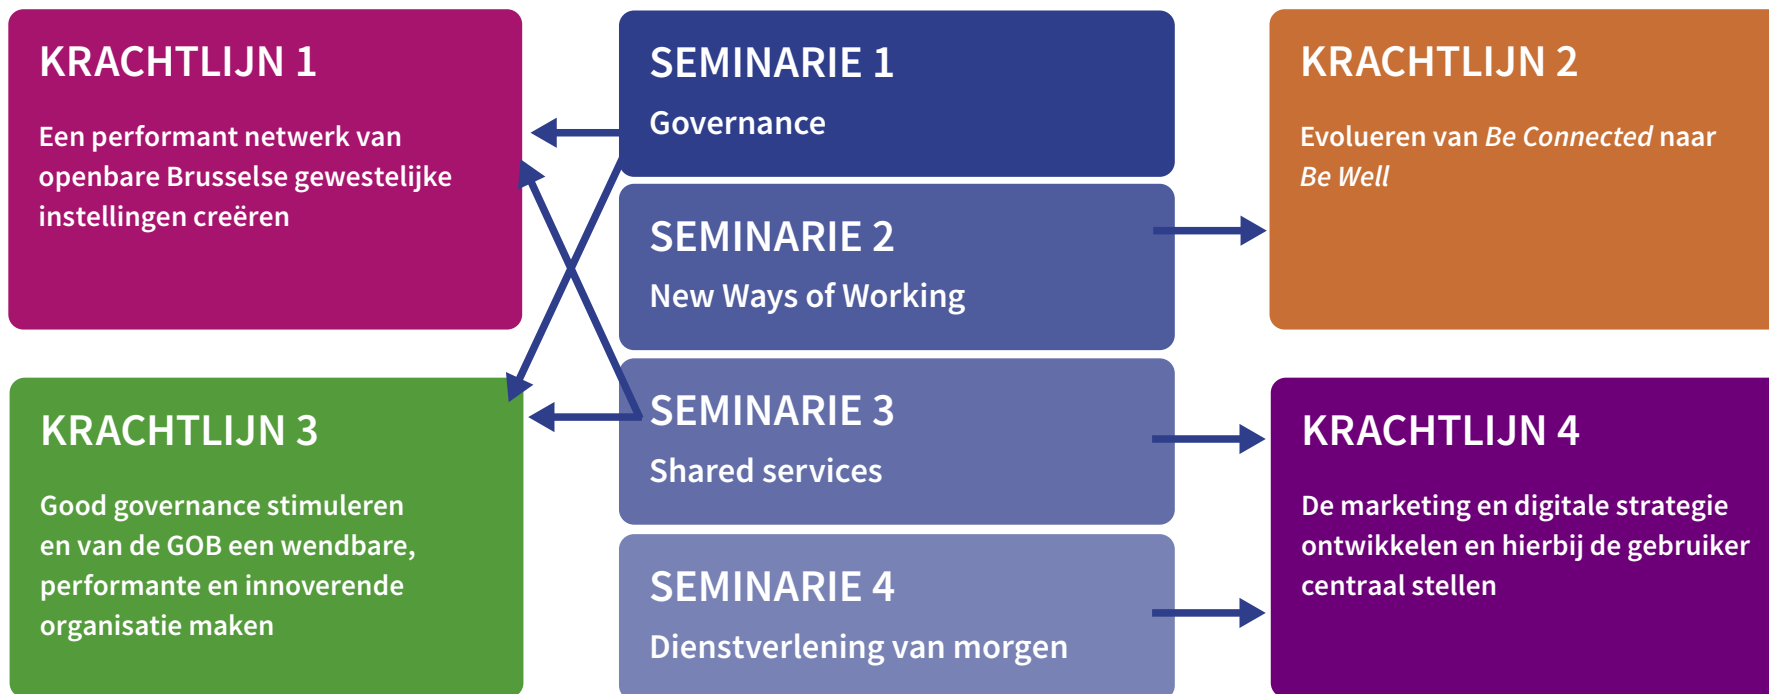 KRACHTLIJN 1
Een performant netwerk van
openbare Brusselse gewestelijke
instellingen creëren
SEMINARIE 1
Governance
KRACHTLIJN 2
Evolueren van Be Connected naar
Be Well
SEMINARIE 2
New Ways of Working
KRACHTLIJN 3
Good governance stimuleren
en van de GOB een wendbare,
performante en innoverende
organisatie maken
SEMINARIE 3
Shared services
KRACHTLIJN 4
De marketing en digitale strategie
ontwikkelen en hierbij de gebruiker
centraal stellen
SEMINARIE 4
Dienstverlening van morgen